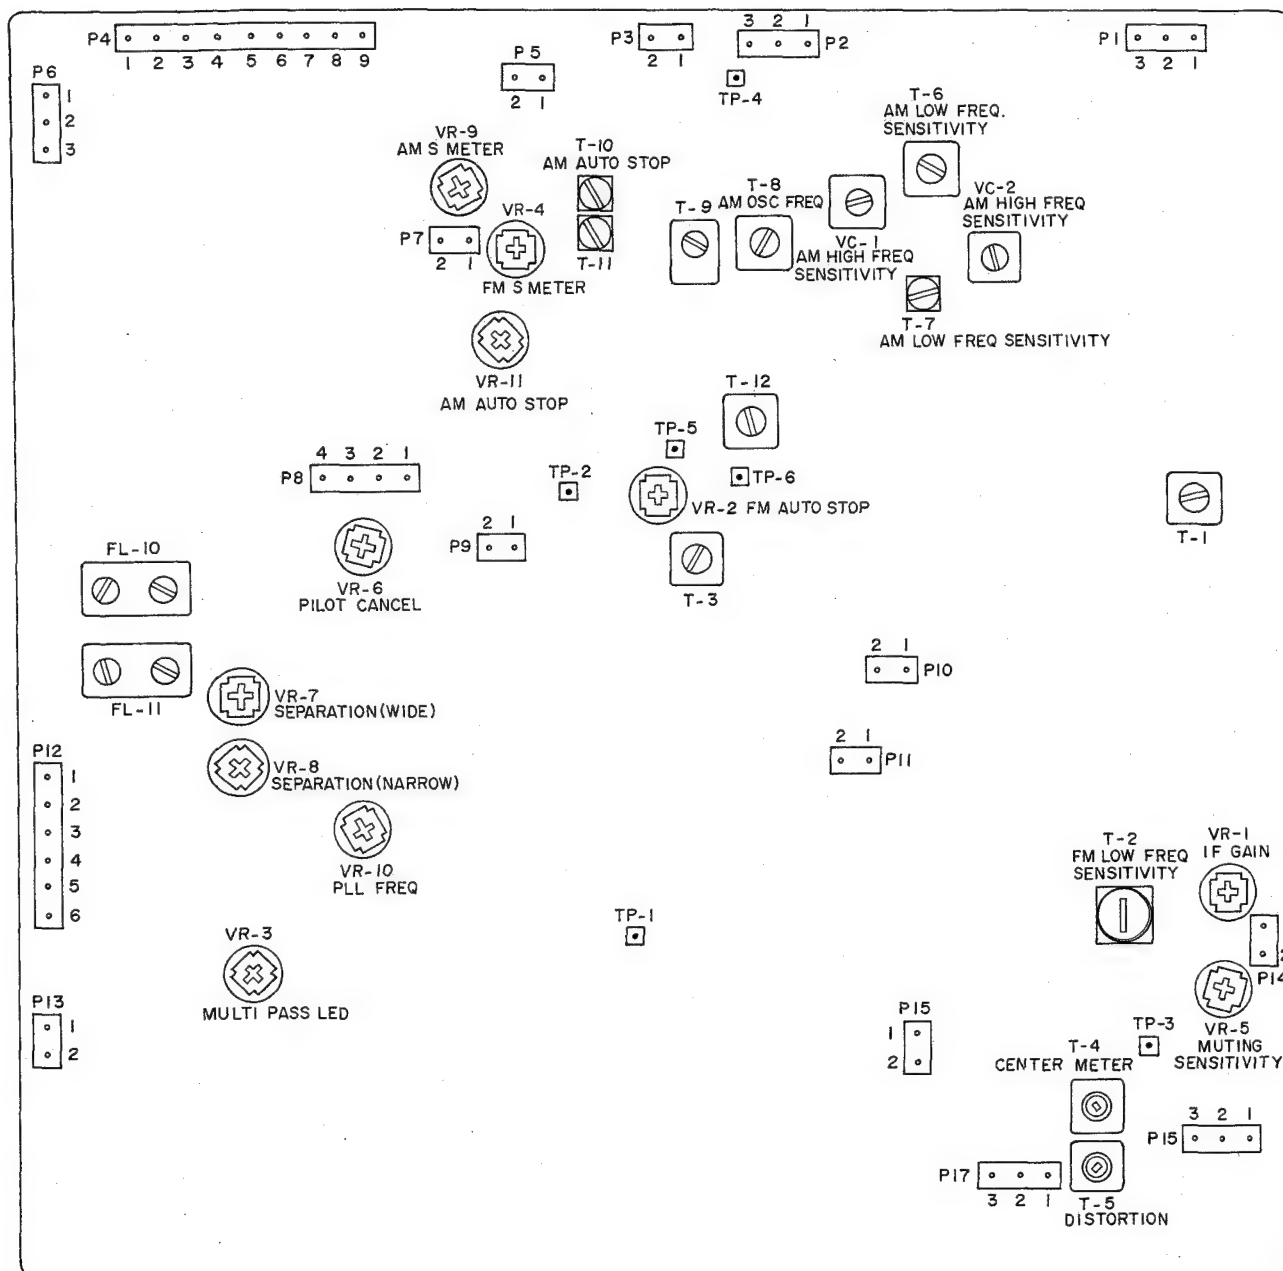 P4
1 2 3 4 5 6 7 8 9
P6
1
2
3
P5
2 1
P3
2 1
3 2 1
P2
TP-4
P1
3 2 1
T-6
AM LOW FREQ.
SENSITIVITY
VR-9
AM S METER
T-10
AM AUTO STOP
T-11
VR-4
FM S METER
P7
2 1
T-9
T-8
AM OSC FREQ
VC-1
AM HIGH FREQ
SENSITIVITY
VC-2
AM HIGH FREQ
SENSITIVITY
T-7
AM LOW FREQ SENSITIVITY
VR-11
AM AUTO STOP
T-12
TP-5
TP-6
TP-2
VR-2 FM AUTO STOP
T-3
T-1
4 3 2 1
P8
VR-6
PILOT CANCEL
2 1
P9
FL-10
FL-11
VR-7
SEPARATION (WIDE)
VR-8
SEPARATION (NARROW)
VR-10
PLL FREQ
2 1
P10
2 1
P11
P12
1
2
3
4
5
6
VR-3
MULTI PASS LED
TP-1
T-2
FM LOW FREQ
SENSITIVITY
VR-1
IF GAIN
P14
VR-5
MUTING
SENSITIVITY
TP-3
P13
1
2
P15
1
2
T-4
CENTER METER
3 2 1
P15
P17
3 2 1
T-5
DISTORTION